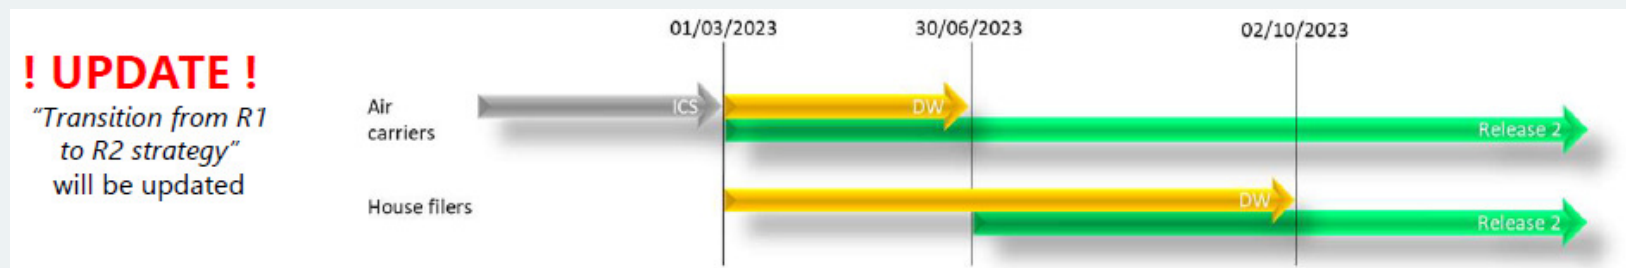 01/03/2023 30/06/2023 02/10/2023
! UPDATE !
“Transition from R1
to R2 strategy”
will be updated
Air
carriers
ICS
DW
Release 2
House filers
DW
Release 2